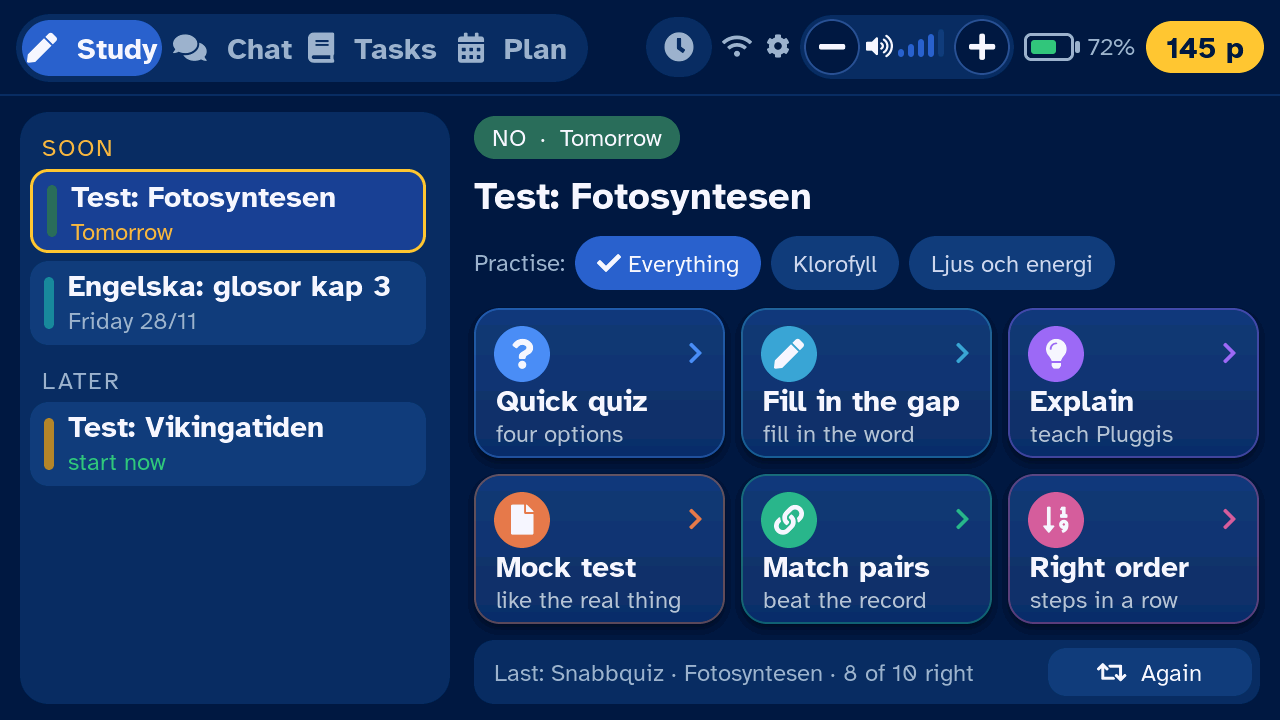 Study Chat Tasks Plan 72% 145 p
SOON
Test: Fotosyntesen
Tomorrow
Engelska: glosor kap 3
Friday 28/11
LATER
Test: Vikingatiden
start now
NO · Tomorrow
Test: Fotosyntesen
Practise: Everything Klorofyll Ljus och energi
Quick quiz
four options
Fill in the gap
fill in the word
Explain
teach Pluggis
Mock test
like the real thing
Match pairs
beat the record
Right order
steps in a row
Last: Snabbquiz · Fotosyntesen · 8 of 10 right Again